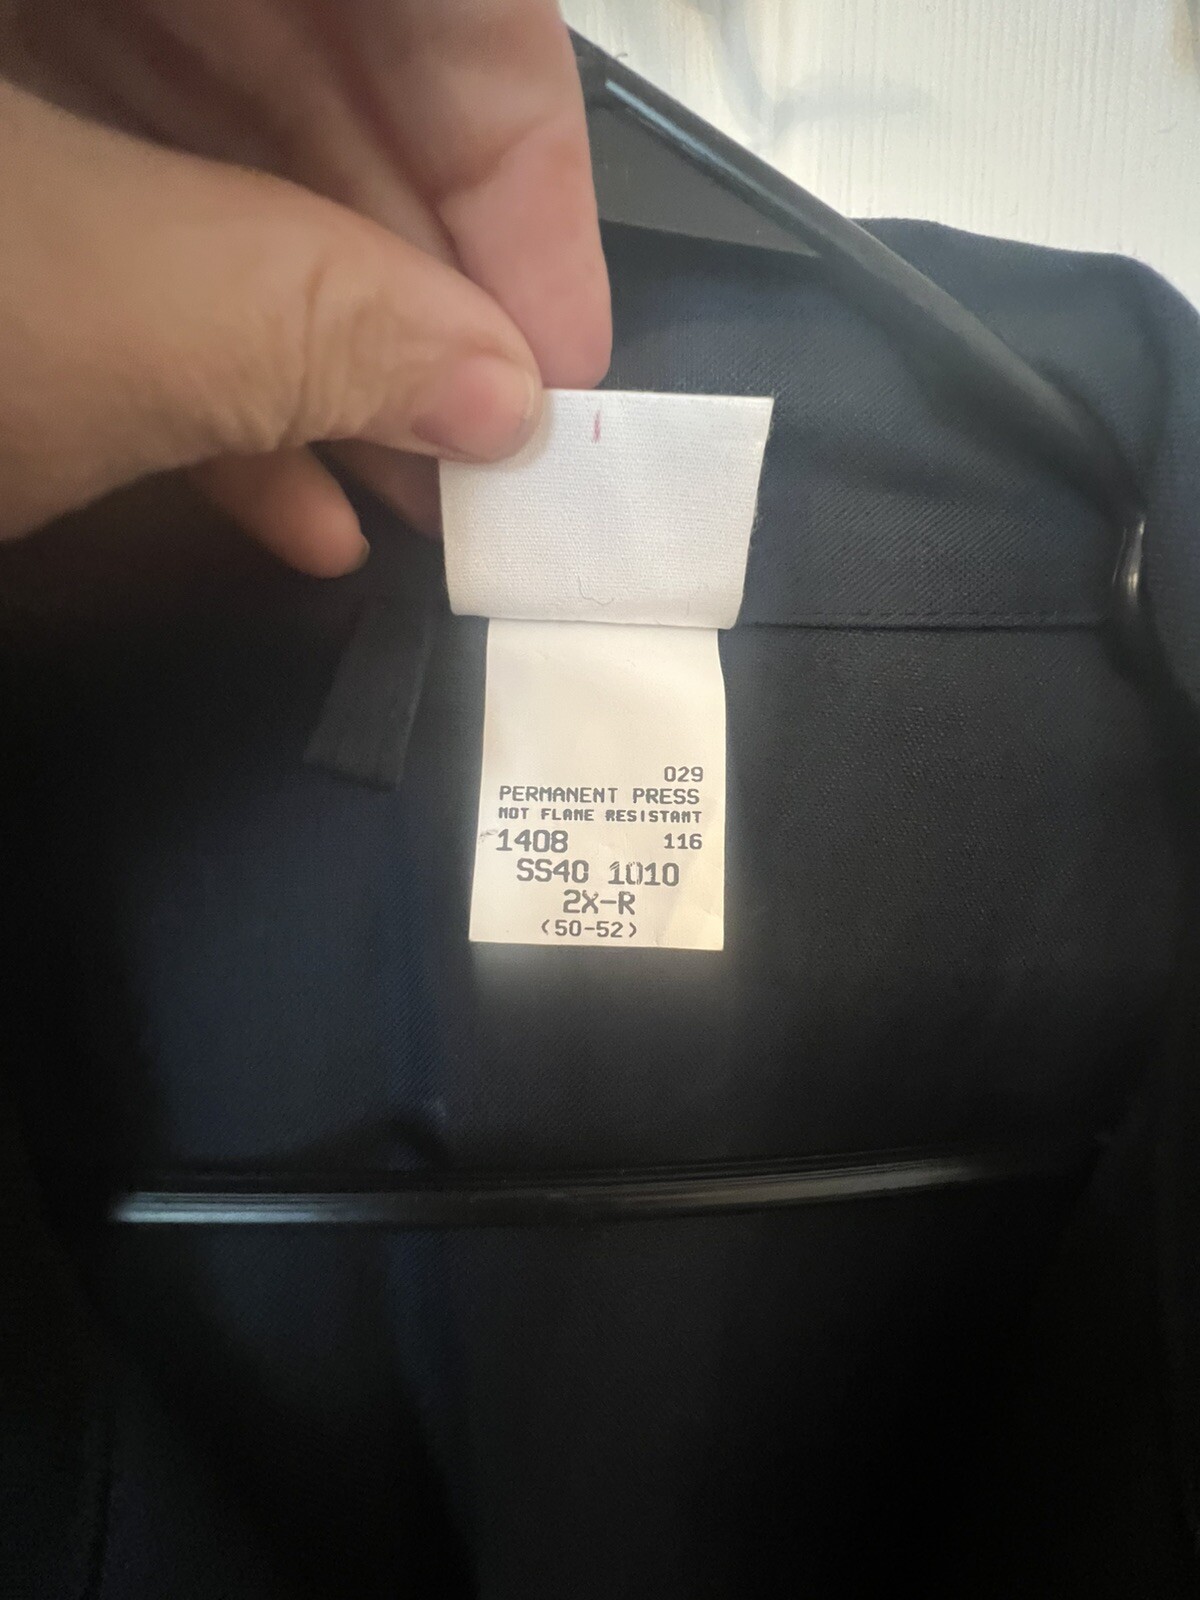 029
PERMANENT PRESS
NOT FLAME RESISTANT
1408 116
SS40 1010
2X-R
(50-52)